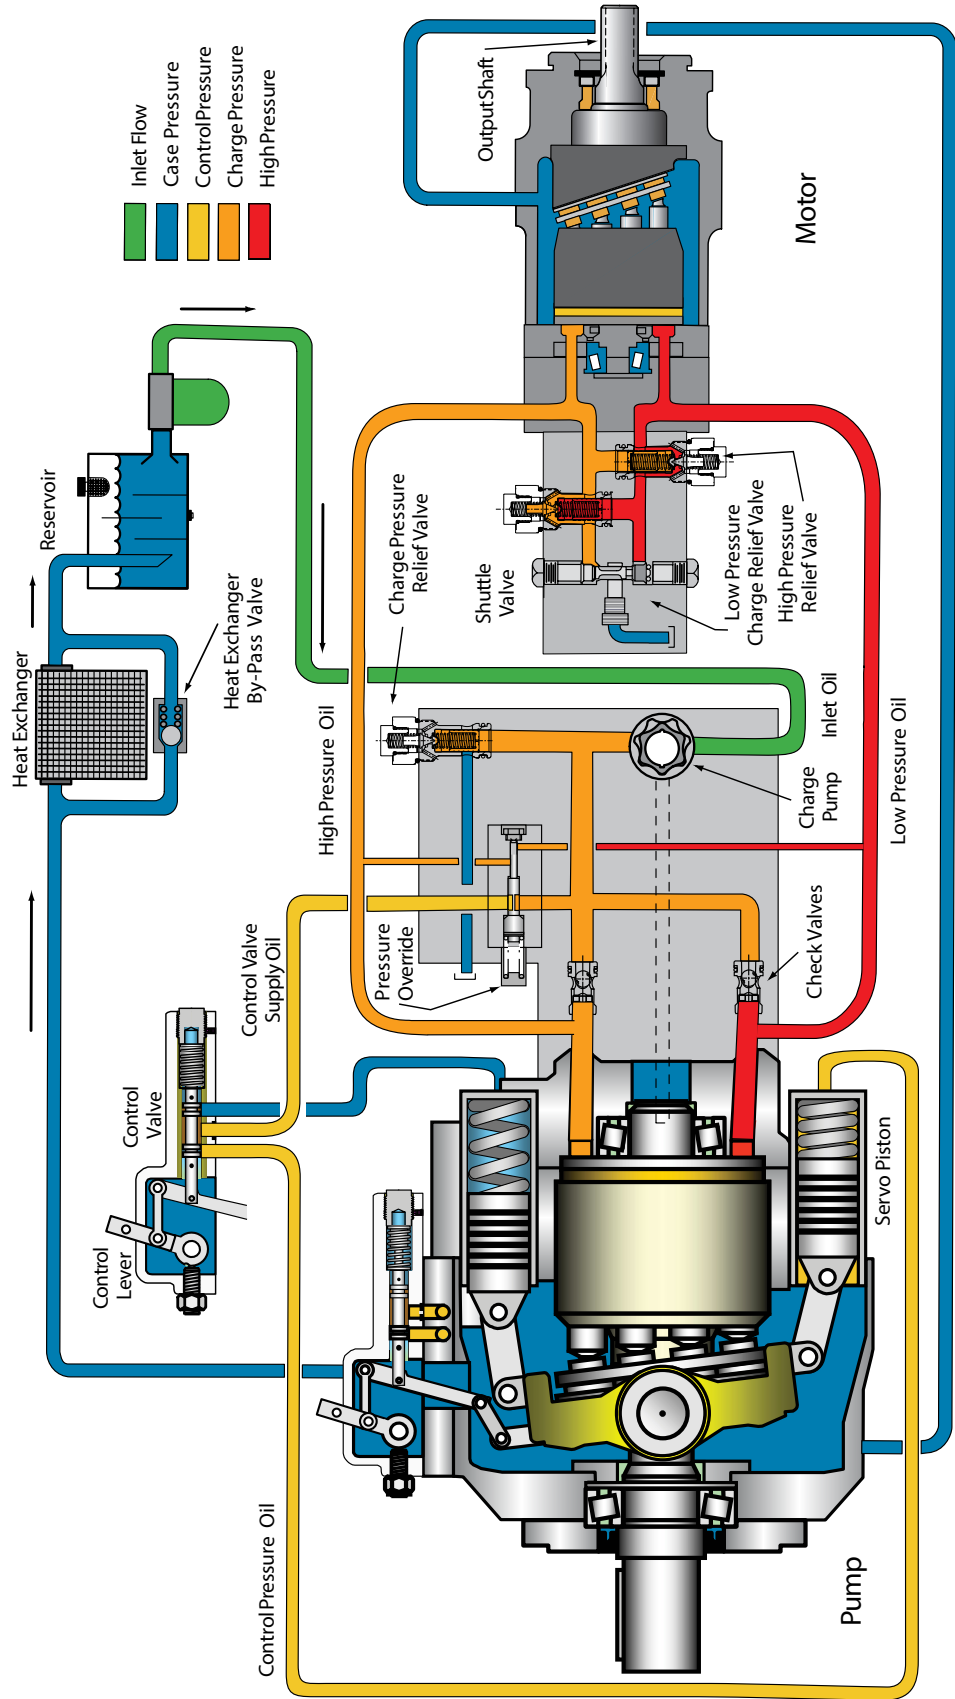 Inlet Flow
Case Pressure
Control Pressure
Charge Pressure
High Pressure
Reservoir
Heat Exchanger
Heat Exchanger
By-Pass Valve
Control
Valve
Control
Lever
Control Valve
Supply Oil
High Pressure Oil
Charge Pressure
Relief Valve
Pressure
Override
Shuttle
Valve
Output Shaft
Motor
Low Pressure
Charge Relief Valve
High Pressure
Relief Valve
Inlet Oil
Charge
Pump
Low Pressure Oil
Check Valves
Servo Piston
Control Pressure Oil
Pump